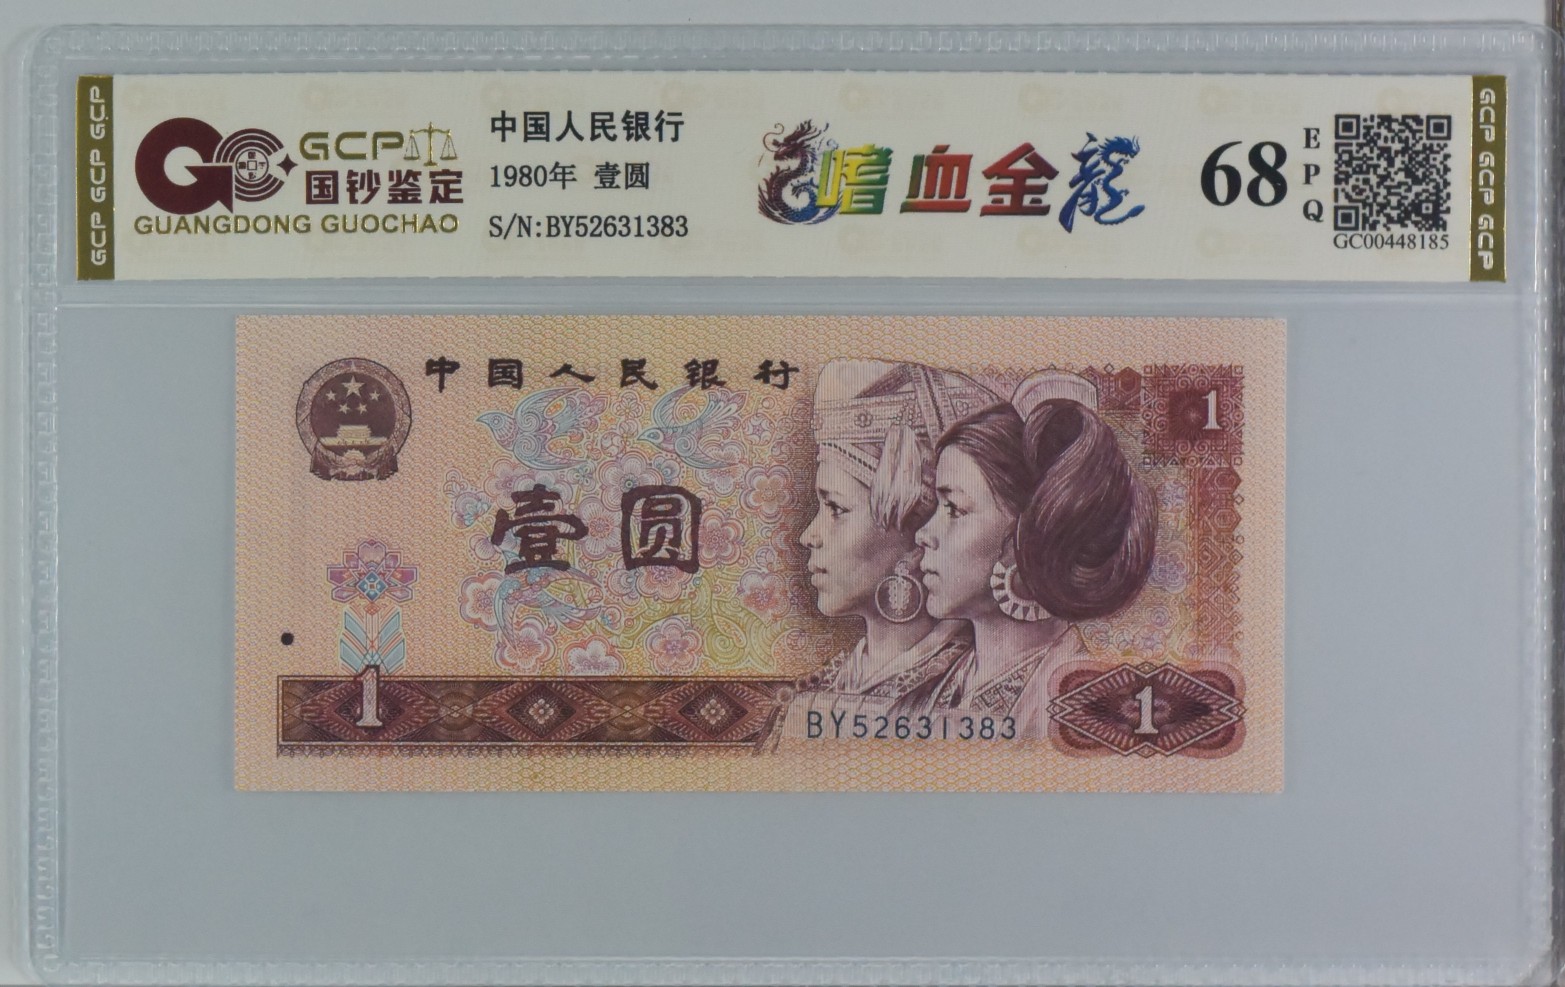 GCP GCP GCP
GCP
国钞鉴定
GUANGDONG GUOCHAO
中国人民银行
1980年 壹圆
S/N:BY52631383
嗜血金龍
68
EPQ
GC00448185
GCP GCP GCP
中国人民银行
1
壹圆
1
BY52631383
1